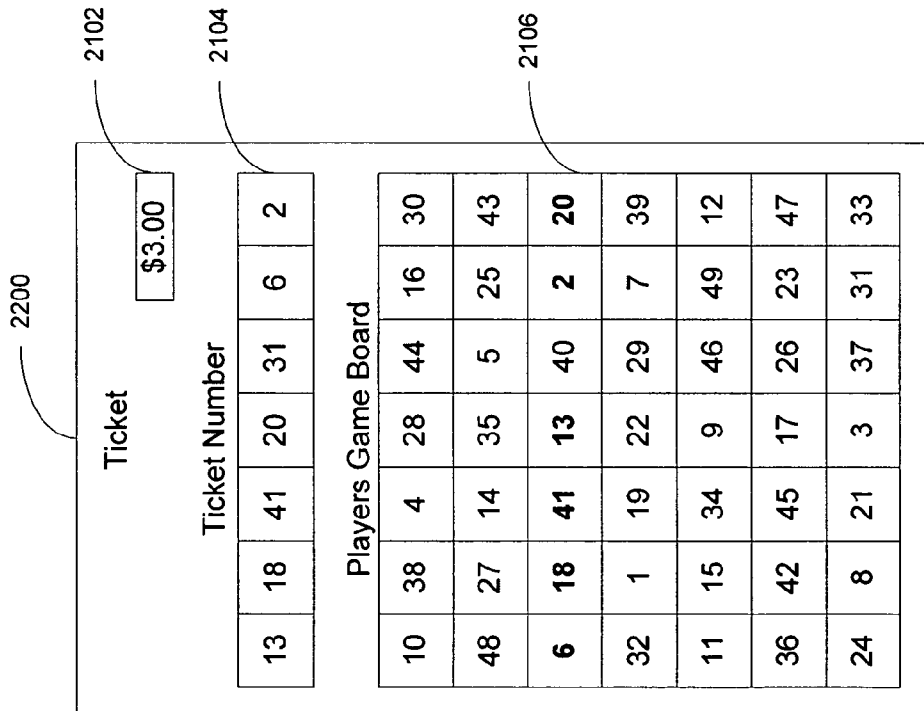 2200
Ticket
$3.00
2102
Ticket Number
13 18 41 20 31 6 2
2104
Players Game Board
10 38 4 28 44 16 30
48 27 14 35 5 25 43
6 18 41 13 40 2 20
2106
32 1 19 22 29 7 39
11 15 34 9 46 49 12
36 42 45 17 26 23 47
24 8 21 3 37 31 33